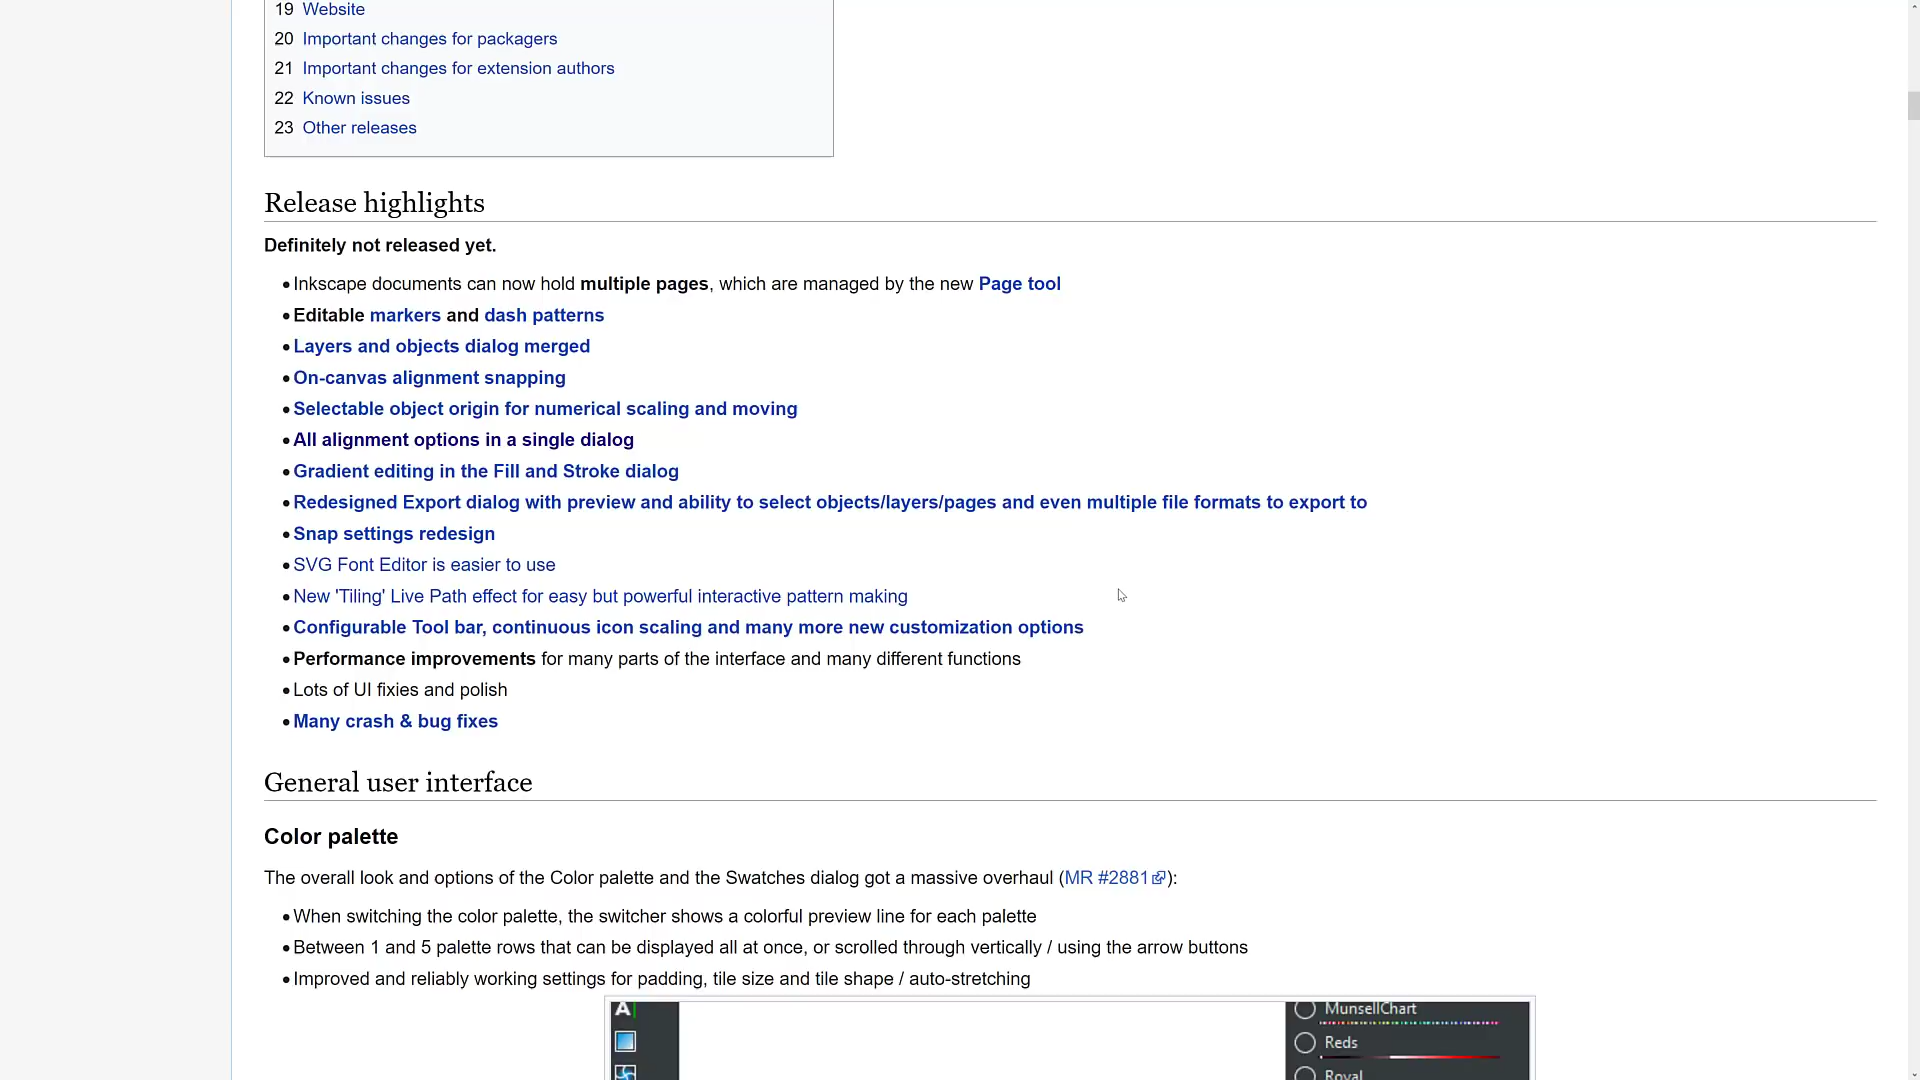 19 Website
20 Important changes for packagers
21 Important changes for extension authors
22 Known issues
23 Other releases
Release highlights
Definitely not released yet.
Inkscape documents can now hold multiple pages, which are managed by the new Page tool
Editable markers and dash patterns
Layers and objects dialog merged
On-canvas alignment snapping
Selectable object origin for numerical scaling and moving
All alignment options in a single dialog
Gradient editing in the Fill and Stroke dialog
Redesigned Export dialog with preview and ability to select objects/layers/pages and even multiple file formats to export to
Snap settings redesign
SVG Font Editor is easier to use
New 'Tiling' Live Path effect for easy but powerful interactive pattern making
Configurable Tool bar, continuous icon scaling and many more new customization options
Performance improvements for many parts of the interface and many different functions
Lots of UI fixies and polish
Many crash & bug fixes
General user interface
Color palette
The overall look and options of the Color palette and the Swatches dialog got a massive overhaul (MR #2881):
When switching the color palette, the switcher shows a colorful preview line for each palette
Between 1 and 5 palette rows that can be displayed all at once, or scrolled through vertically / using the arrow buttons
Improved and reliably working settings for padding, tile size and tile shape / auto-stretching
A
MunsellChart
Reds
Royal